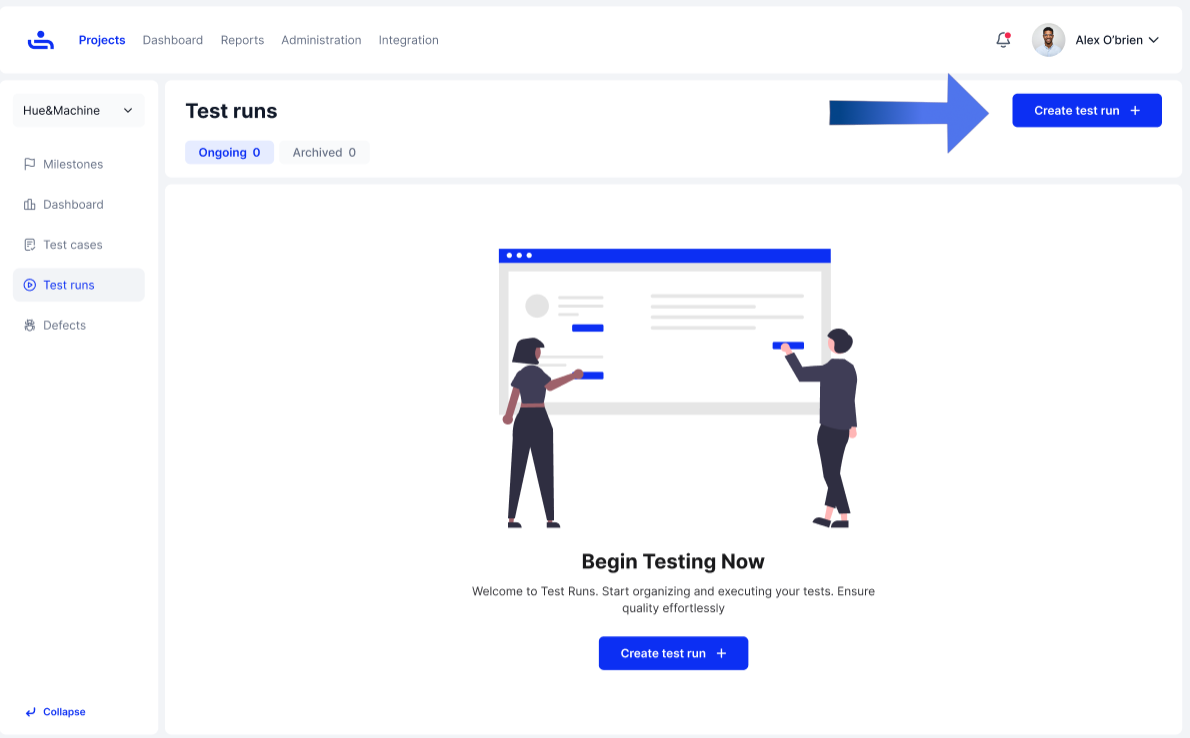 Projects Dashboard Reports Administration Integration
Alex O'brien
Hue&Machine
Milestones
Dashboard
Test cases
Test runs
Defects
Collapse
Test runs
Create test run +
Ongoing 0 Archived 0
Begin Testing Now
Welcome to Test Runs. Start organizing and executing your tests. Ensure
quality effortlessly
Create test run +